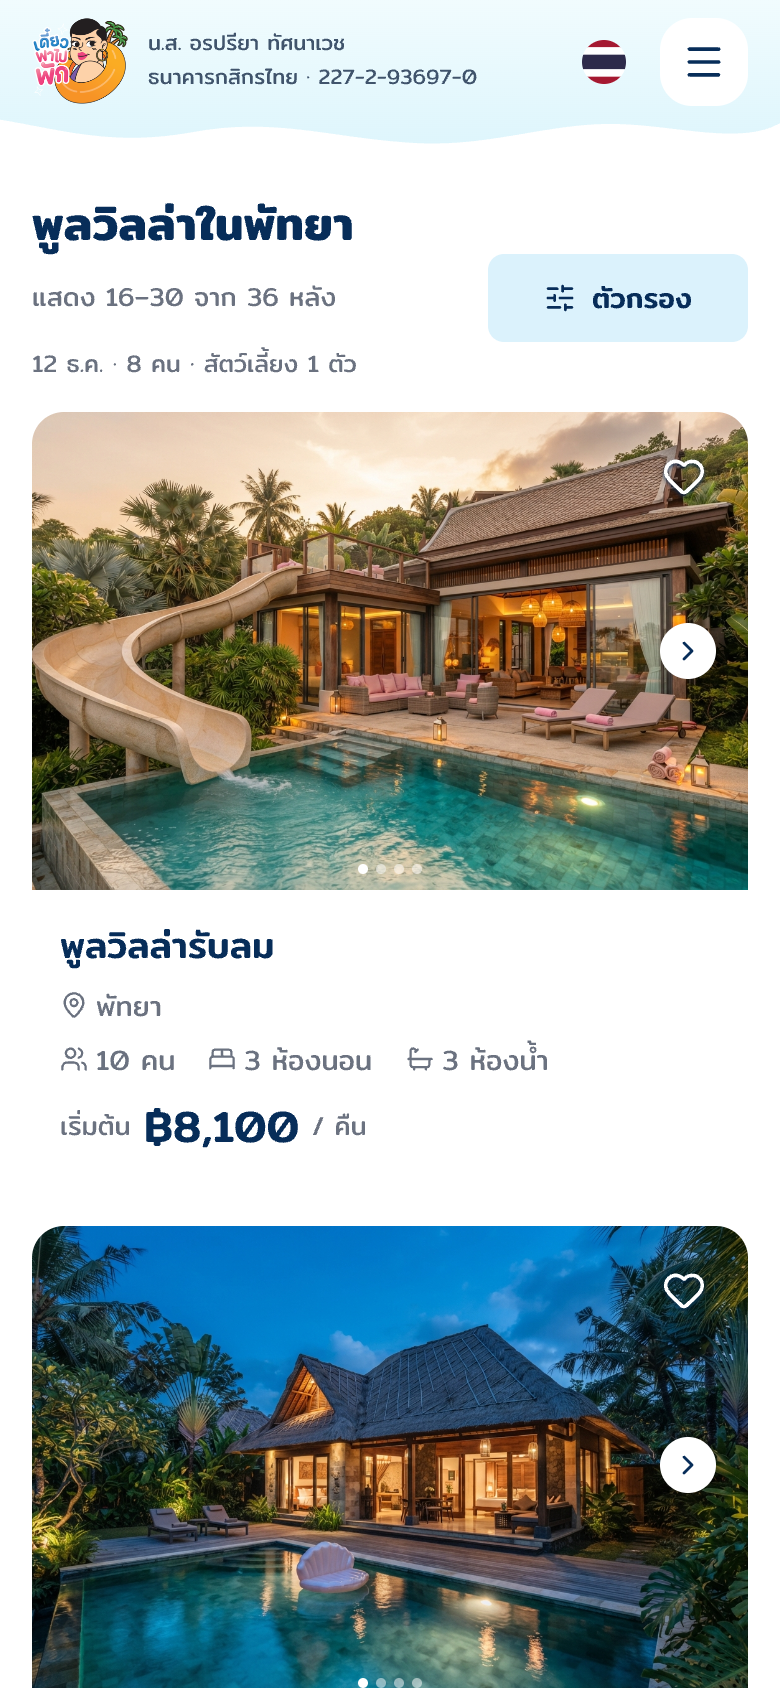 เดี๋ยว
พาไป
พัก
น.ส. อรปรียา ทัศนาเวช
ธนาคารกสิกรไทย · 227-2-93697-0
พูลวิลล่าในพัทยา
แสดง 16–30 จาก 36 หลัง
ตัวกรอง
12 ธ.ค. · 8 คน · สัตว์เลี้ยง 1 ตัว
พูลวิลล่ารับลม
พัทยา
10 คน 3 ห้องนอน 3 ห้องน้ำ
เริ่มต้น ฿8,100 / คืน